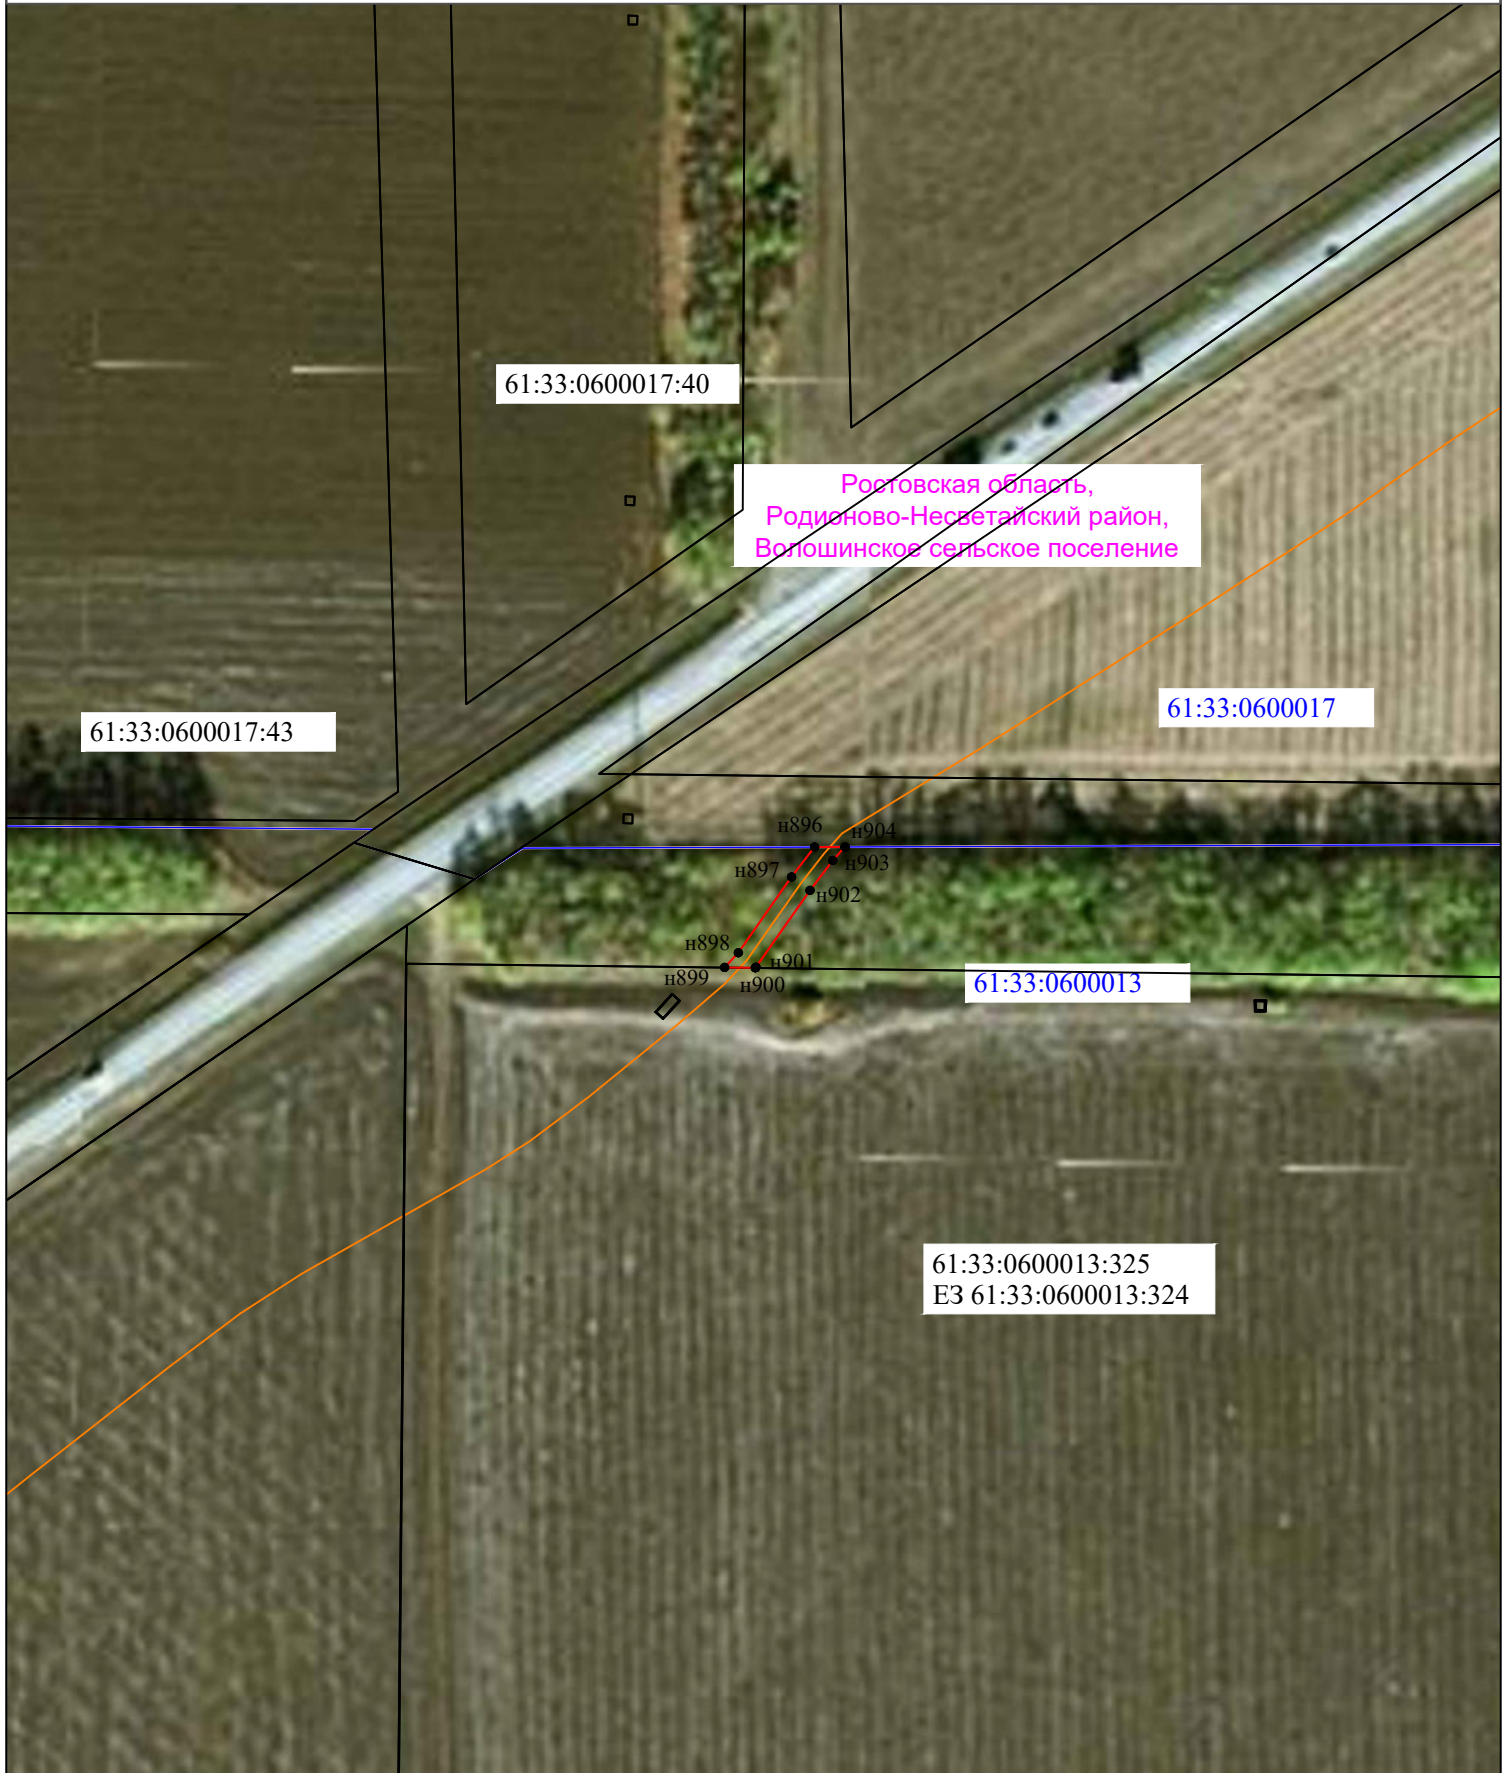 61:33:0600017:40
Ростовская область,
Родионово-Несветайский район,
Волошинское сельское поселение
61:33:0600017
61:33:0600017:43
н896
н904
н903
н897
н902
н898
н901
н899
н900
61:33:0600013
61:33:0600013:325
ЕЗ 61:33:0600013:324